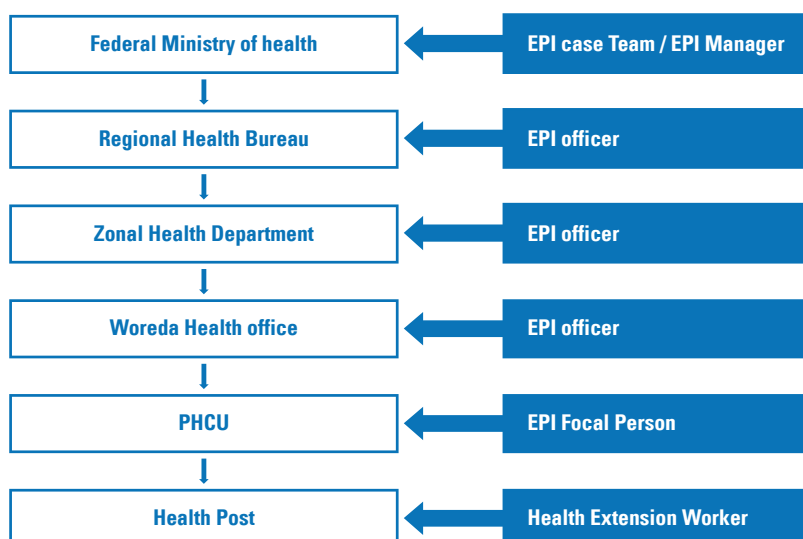 Federal Ministry of health
EPI case Team / EPI Manager
Regional Health Bureau
EPI officer
Zonal Health Department
EPI officer
Woreda Health office
EPI officer
PHCU
EPI Focal Person
Health Post
Health Extension Worker